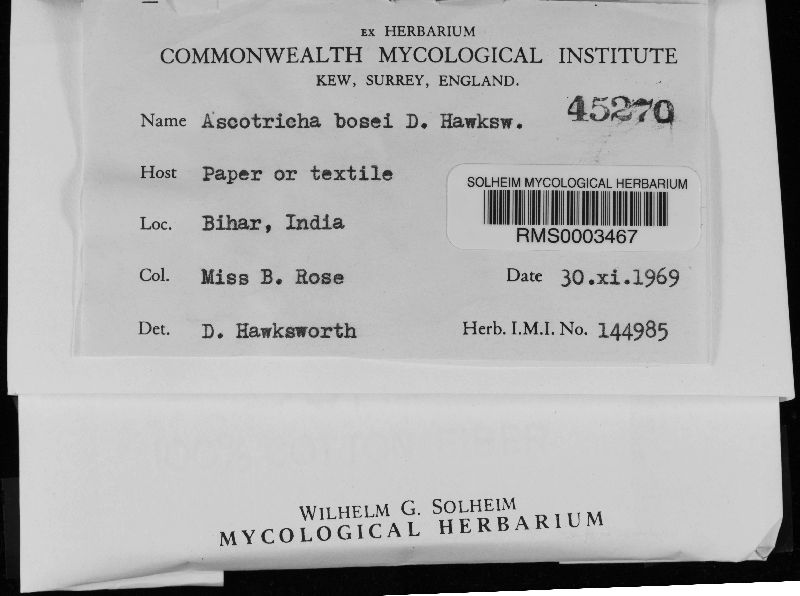 EX HERBARIUM
COMMONWEALTH MYCOLOGICAL INSTITUTE
KEW, SURREY, ENGLAND.
45270
Name Ascotricha bosei D. Hawksw.
Host Paper or textile
SOLHEIM MYCOLOGICAL HERBARIUM
RMS0003467
Loc. Bihar, India
Col. Miss B. Rose Date 30.xi.1969
Det. D. Hawksworth Herb. I.M.I. No. 144985
WILHELM G. SOLHEIM
MYCOLOGICAL HERBARIUM